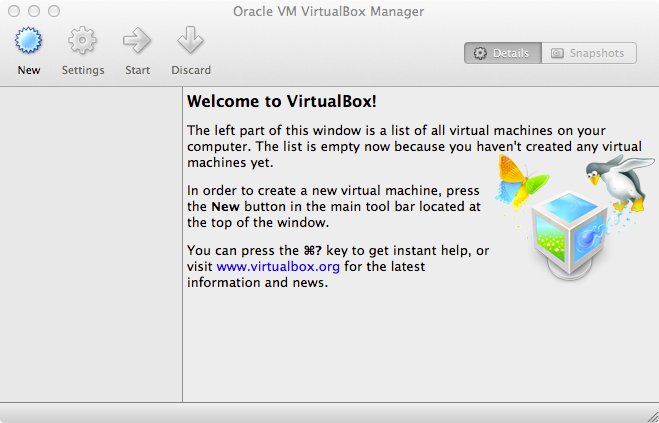 Oracle VM VirtualBox Manager
New
Settings
Start
Discard
Details
Snapshots
Welcome to VirtualBox!
The left part of this window is a list of all virtual machines on your
computer. The list is empty now because you haven't created any virtual
machines yet.
In order to create a new virtual machine, press
the New button in the main tool bar located at
the top of the window.
You can press the ⌘? key to get instant help, or
visit www.virtualbox.org for the latest
information and news.